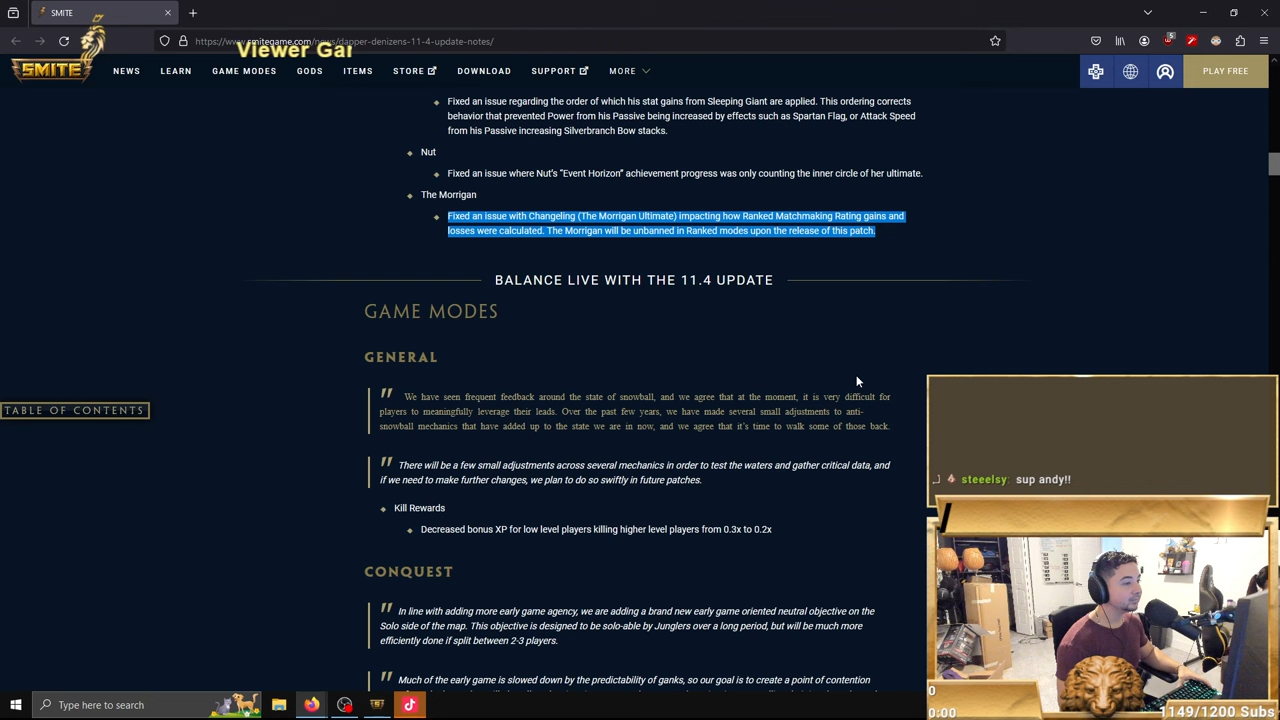 SMITE
https://www.smitegame.com/news/dapper-denizens-11-4-update-notes/
5
Viewer Gar
SMITE
NEWS
LEARN
GAME MODES
GODS
ITEMS
STORE
DOWNLOAD
SUPPORT
MORE
PLAY FREE
Fixed an issue regarding the order of which his stat gains from Sleeping Giant are applied. This ordering corrects
behavior that prevented Power from his Passive being increased by effects such as Spartan Flag, or Attack Speed
from his Passive increasing Silverbranch Bow stacks.
Nut
Fixed an issue where Nut's "Event Horizon" achievement progress was only counting the inner circle of her ultimate.
The Morrigan
Fixed an issue with Changeling (The Morrigan Ultimate) impacting how Ranked Matchmaking Rating gains and
losses were calculated. The Morrigan will be unbanned in Ranked modes upon the release of this patch.
BALANCE LIVE WITH THE 11.4 UPDATE
GAME MODES
GENERAL
" We have seen frequent feedback around the state of snowball, and we agree that at the moment, it is very difficult for
players to meaningfully leverage their leads. Over the past few years, we have made several small adjustments to anti-
snowball mechanics that have added up to the state we are in now, and we agree that it's time to walk some of those back.
TABLE OF CONTENTS
" There will be a few small adjustments across several mechanics in order to test the waters and gather critical data, and
if we need to make further changes, we plan to do so swiftly in future patches.
Kill Rewards
Decreased bonus XP for low level players killing higher level players from 0.3x to 0.2x
CONQUEST
" In line with adding more early game agency, we are adding a brand new early game oriented neutral objective on the
Solo side of the map. This objective is designed to be solo-able by Junglers over a long period, but will be much more
efficiently done if split between 2-3 players.
" Much of the early game is slowed down by the predictability of ganks, so our goal is to create a point of contention
steeelsy: sup andy!!
/
0
0:00
1149/1200 Subs
Type here to search